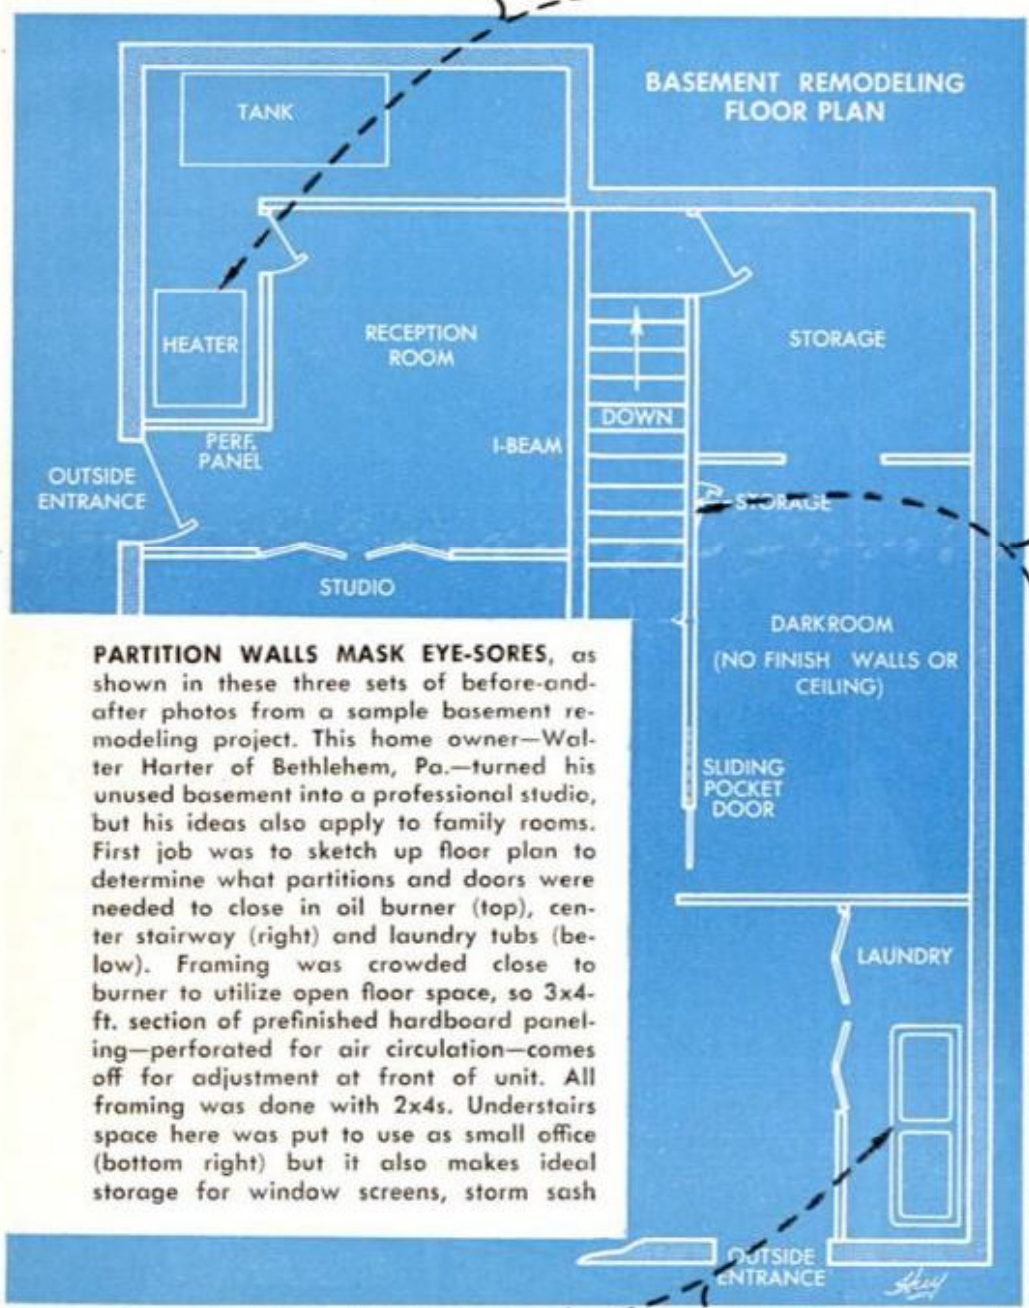 BASEMENT REMODELING
FLOOR PLAN
TANK
HEATER
RECEPTION
ROOM
STORAGE
DOWN
PERF.
PANEL
I-BEAM
OUTSIDE
ENTRANCE
STORAGE
STUDIO
DARKROOM
(NO FINISH WALLS OR
CEILING)
SLIDING
POCKET
DOOR
LAUNDRY
OUTSIDE
ENTRANCE
PARTITION WALLS MASK EYE-SORES, as
shown in these three sets of before-and-
after photos from a sample basement re-
modeling project. This home owner—Wal-
ter Harter of Bethlehem, Pa.—turned his
unused basement into a professional studio,
but his ideas also apply to family rooms.
First job was to sketch up floor plan to
determine what partitions and doors were
needed to close in oil burner (top), cen-
ter stairway (right) and laundry tubs (be-
low). Framing was crowded close to
burner to utilize open floor space, so 3x4-
ft. section of prefinished hardboard panel-
ing—perforated for air circulation—comes
off for adjustment at front of unit. All
framing was done with 2x4s. Understairs
space here was put to use as small office
(bottom right) but it also makes ideal
storage for window screens, storm sash